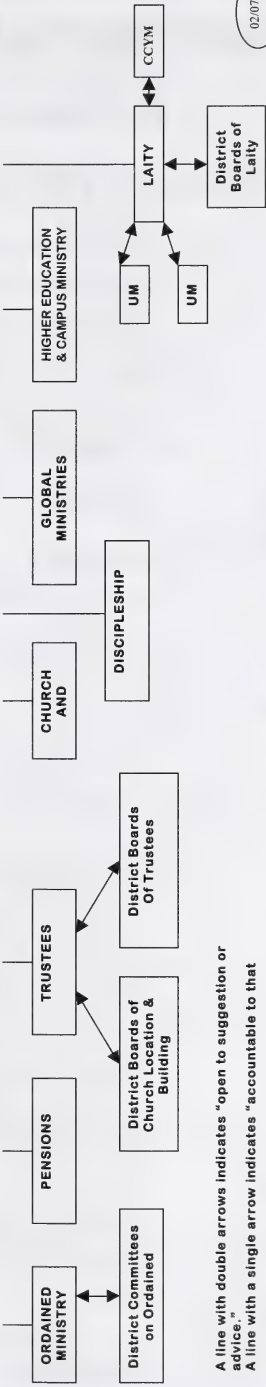 ORDAINED
MINISTRY
PENSIONS
TRUSTEES
CHURCH
AND
GLOBAL
MINISTRIES
HIGHER EDUCATION
& CAMPUS MINISTRY
LAITY
CCYM
DISCIPLESHIP
UM
UM
District Committees
on Ordained
District Boards of
Church Location &
Building
District Boards
Of Trustees
District
Boards of
Laity
A line with double arrows indicates "open to suggestion or
advice."
A line with a single arrow indicates "accountable to that
02/07